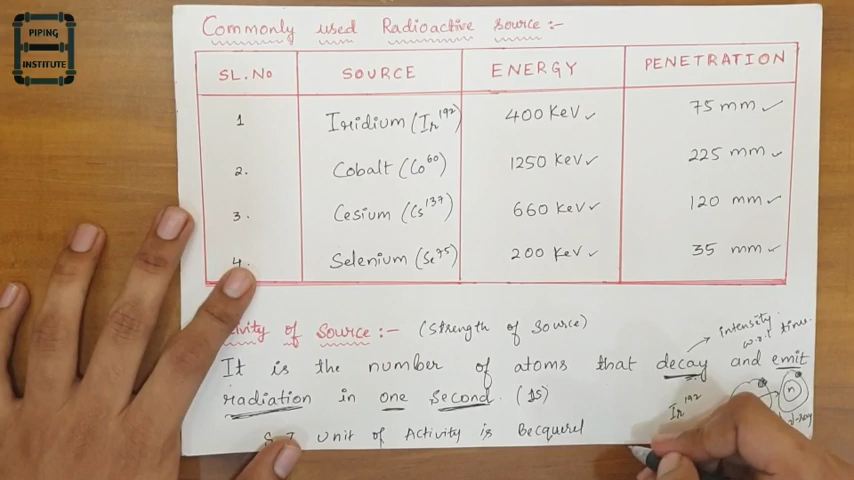 PIPING
INSTITUTE
Commonly used Radioactive source :-
SL.No SOURCE ENERGY PENETRATION
1 Iridium (Ir192) 400 KeV ✓ 75 mm ✓
2. Cobalt (Co60) 1250 KeV ✓ 225 mm ✓
3. Cesium (Cs137) 660 KeV ✓ 120 mm ✓
4. Selenium (Se75) 200 KeV ✓ 35 mm ✓
of Source :- (Strength of Source)
intensity
w.r.t time.
It is the number of atoms that decay and emit
radiation in one second. (1s)
Ir192
n
Unit of Activity is Becquerel